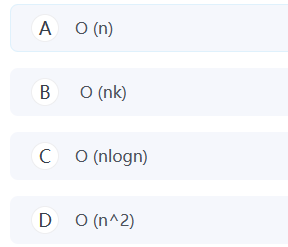 A O (n)
B O (nk)
C O (nlogn)
D O (n^2)